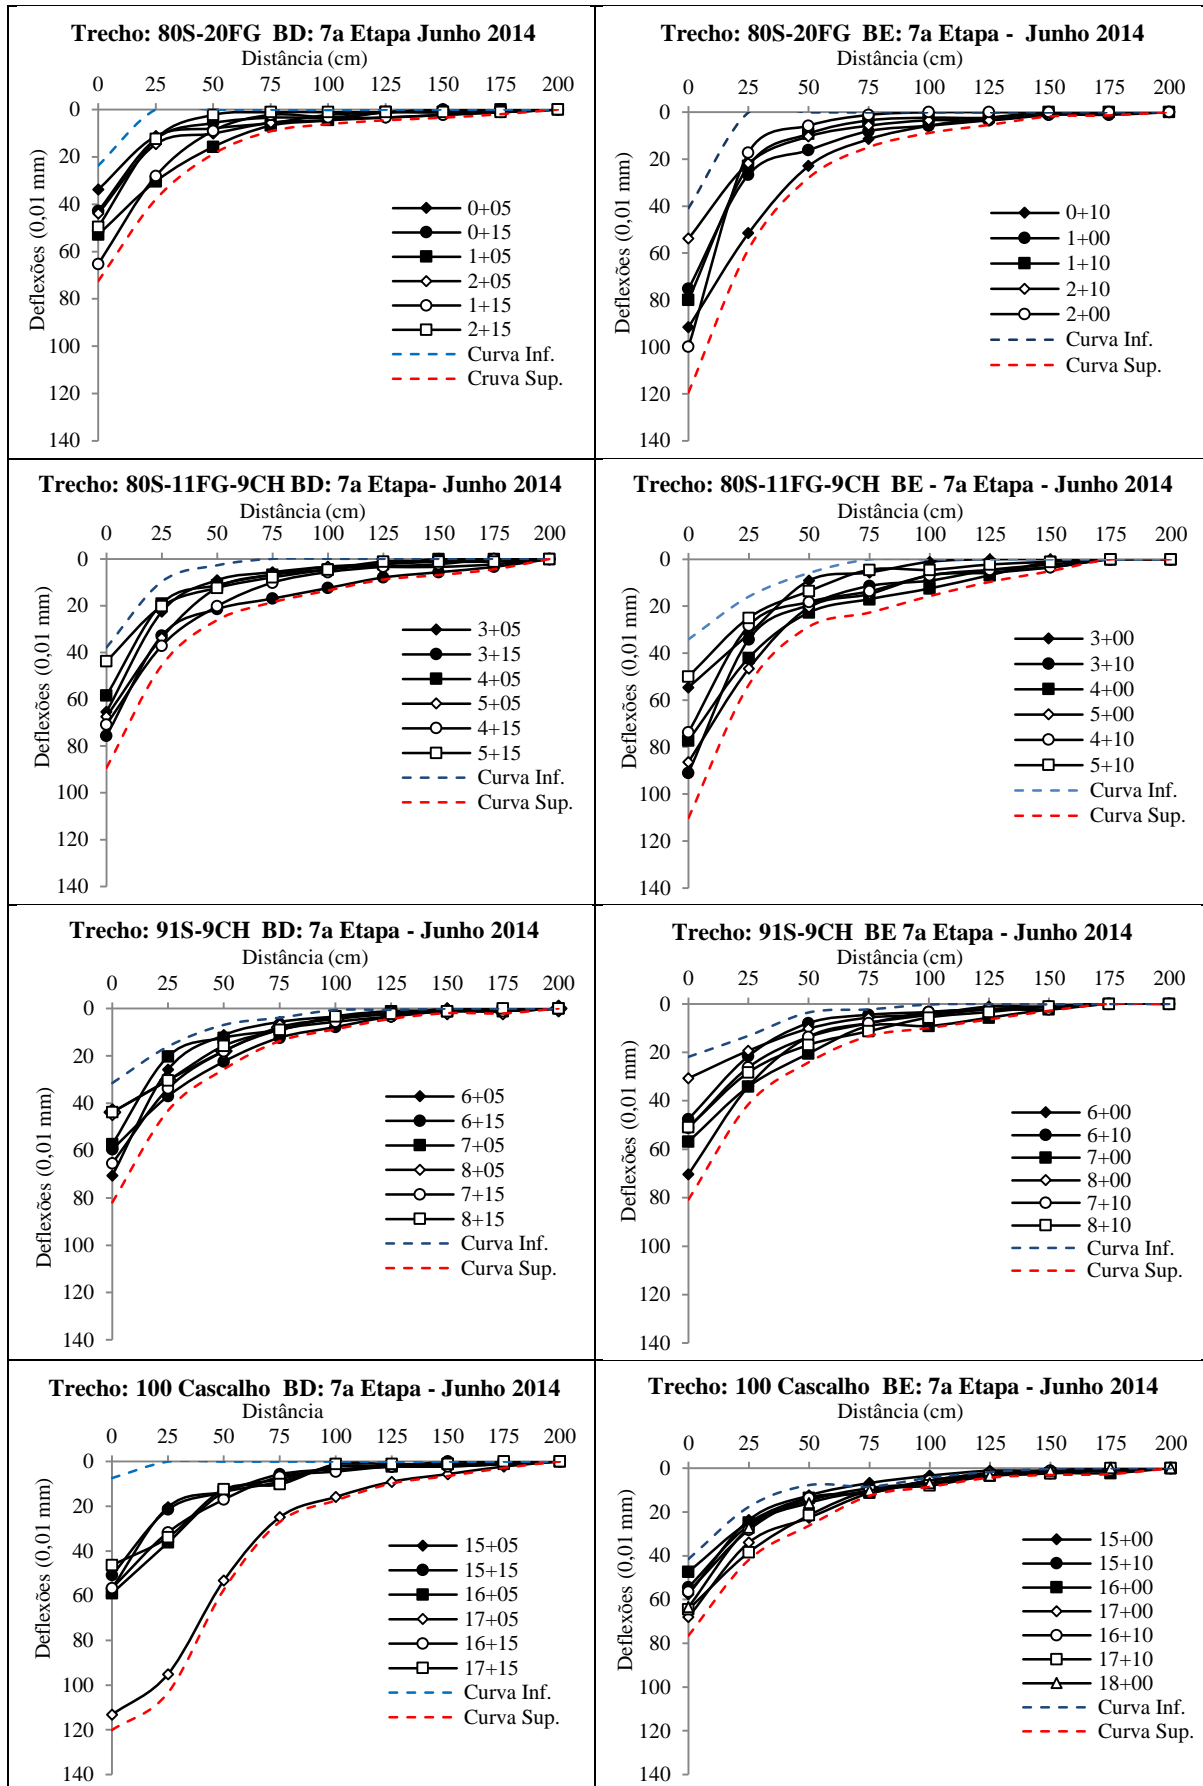 Trecho: 80S-20FG BD: 7a Etapa Junho 2014
Distância (cm)
0 25 50 75 100 125 150 175 200
0
20
40
60
80
100
120
140
Deflexões (0,01 mm)
0+05
0+15
1+05
2+05
1+15
2+15
Curva Inf.
Cruva Sup.
Trecho: 80S-20FG BE: 7a Etapa - Junho 2014
Distância (cm)
0 25 50 75 100 125 150 175 200
0
20
40
60
80
100
120
140
Deflexões (0,01 mm)
0+10
1+00
1+10
2+10
2+00
Curva Inf.
Curva Sup.
Trecho: 80S-11FG-9CH BD: 7a Etapa- Junho 2014
Distância (cm)
0 25 50 75 100 125 150 175 200
0
20
40
60
80
100
120
140
Deflexões (0,01 mm)
3+05
3+15
4+05
5+05
4+15
5+15
Curva Inf.
Curva Sup.
Trecho: 80S-11FG-9CH BE - 7a Etapa - Junho 2014
Distância (cm)
0 25 50 75 100 125 150 175 200
0
20
40
60
80
100
120
140
Deflexões (0,01 mm)
3+00
3+10
4+00
5+00
4+10
5+10
Curva Inf.
Curva Sup.
Trecho: 91S-9CH BD: 7a Etapa - Junho 2014
Distância (cm)
0 25 50 75 100 125 150 175 200
0
20
40
60
80
100
120
140
Deflexões (0,01 mm)
6+05
6+15
7+05
8+05
7+15
8+15
Curva Inf.
Curva Sup.
Trecho: 91S-9CH BE 7a Etapa - Junho 2014
Distância (cm)
0 25 50 75 100 125 150 175 200
0
20
40
60
80
100
120
140
Deflexões (0,01 mm)
6+00
6+10
7+00
8+00
7+10
8+10
Curva Inf.
Curva Sup.
Trecho: 100 Cascalho BD: 7a Etapa - Junho 2014
Distância
0 25 50 75 100 125 150 175 200
0
20
40
60
80
100
120
140
Deflexões (0,01 mm)
15+05
15+15
16+05
17+05
16+15
17+15
Curva Inf.
Curva Sup.
Trecho: 100 Cascalho BE: 7a Etapa - Junho 2014
Distância (cm)
0 25 50 75 100 125 150 175 200
0
20
40
60
80
100
120
140
Deflexões (0,01 mm)
15+00
15+10
16+00
17+00
16+10
17+10
18+00
Curva Inf.
Curva Sup.